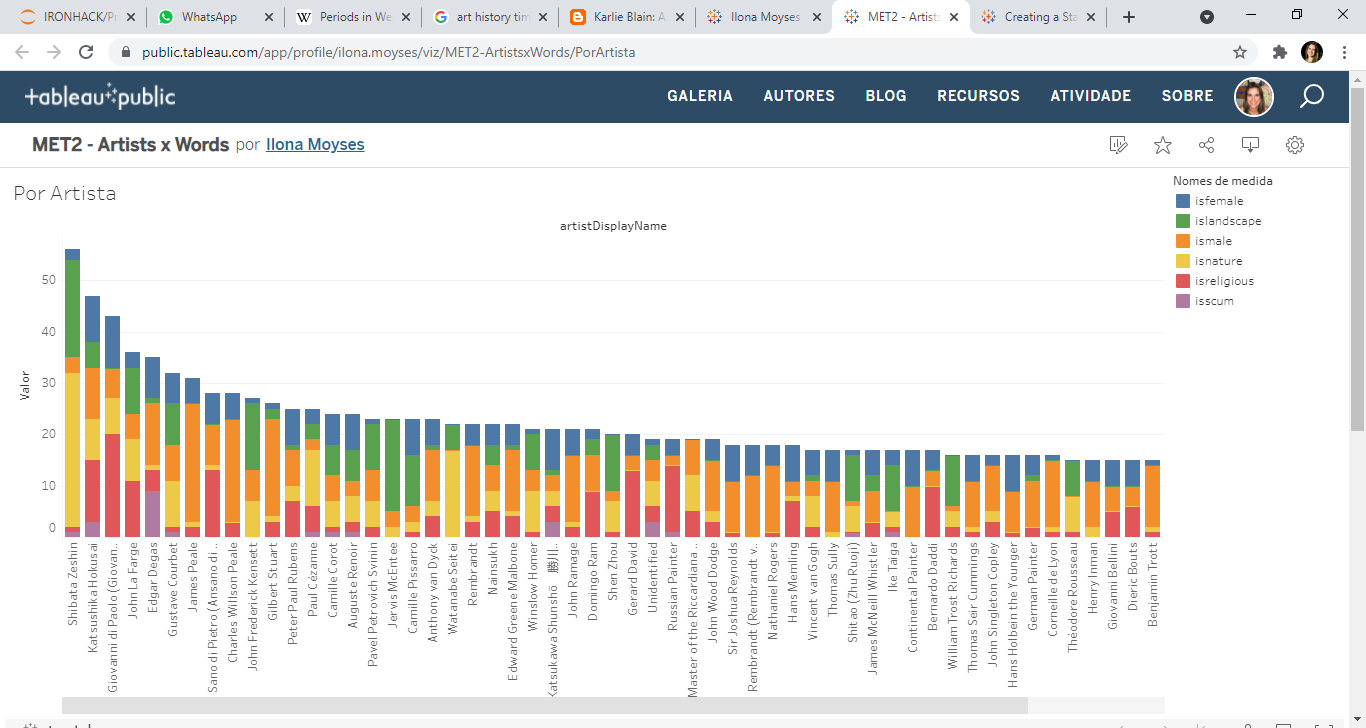 IRONHACK/Pr
WhatsApp
Periods in We
art history tim
Karlie Blain: A
Ilona Moyses
MET2 - Artists
Creating a Sta
public.tableau.com/app/profile/ilona.moyses/viz/MET2-ArtistsxWords/PorArtista
+ab|eau+public
GALERIA AUTORES BLOG RECURSOS ATIVIDADE SOBRE
MET2 - Artists x Words por Ilona Moyses
Por Artista
artistDisplayName
Nomes de medida
isfemale
islandscape
ismale
isnature
isreligious
isscum
Valor
50
40
30
20
10
0
Shibata Zeshin
Katsushika Hokusai
Giovanni di Paolo (Giovan..
John La Farge
Edgar Degas
Gustave Courbet
James Peale
Sano di Pietro (Ansano di ..
Charles Willson Peale
John Frederick Kensett
Gilbert Stuart
Peter Paul Rubens
Paul Cézanne
Camille Corot
Auguste Renoir
Pavel Petrovich Svinin
Jervis McEntee
Camille Pissarro
Anthony van Dyck
Watanabe Seitei
Rembrandt
Nainsukh
Edward Greene Malbone
Winslow Homer
Katsukawa Shunshō 勝川..
John Ramage
Domingo Ram
Shen Zhou
Gerard David
Unidentified
Russian Painter
Master of the Riccardiana ..
John Wood Dodge
Sir Joshua Reynolds
Rembrandt (Rembrandt v..
Nathaniel Rogers
Hans Memling
Vincent van Gogh
Thomas Sully
Shitao (Zhu Ruoji)
James McNeill Whistler
Ike Taiga
Continental Painter
Bernardo Daddi
William Trost Richards
Thomas Seir Cummings
John Singleton Copley
Hans Holbein the Younger
German Painter
Corneille de Lyon
Théodore Rousseau
Henry Inman
Giovanni Bellini
Dieric Bouts
Benjamin Trott